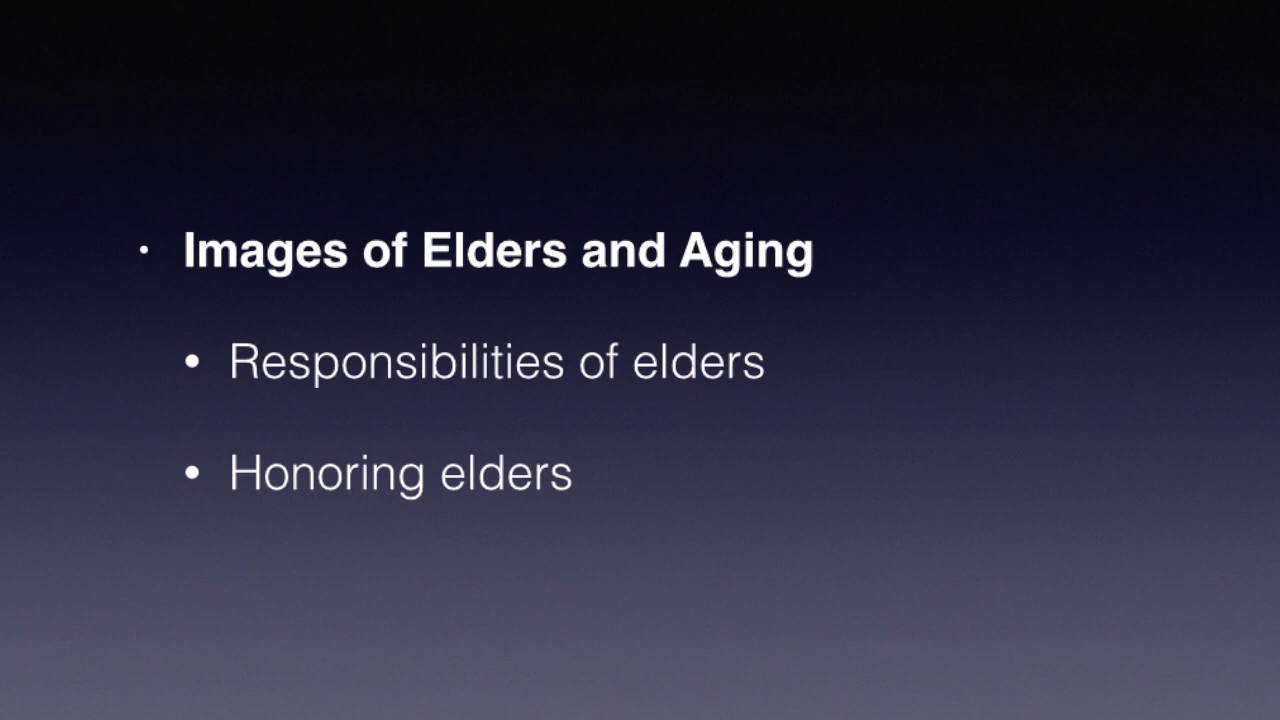 • Images of Elders and Aging
• Responsibilities of elders
• Honoring elders